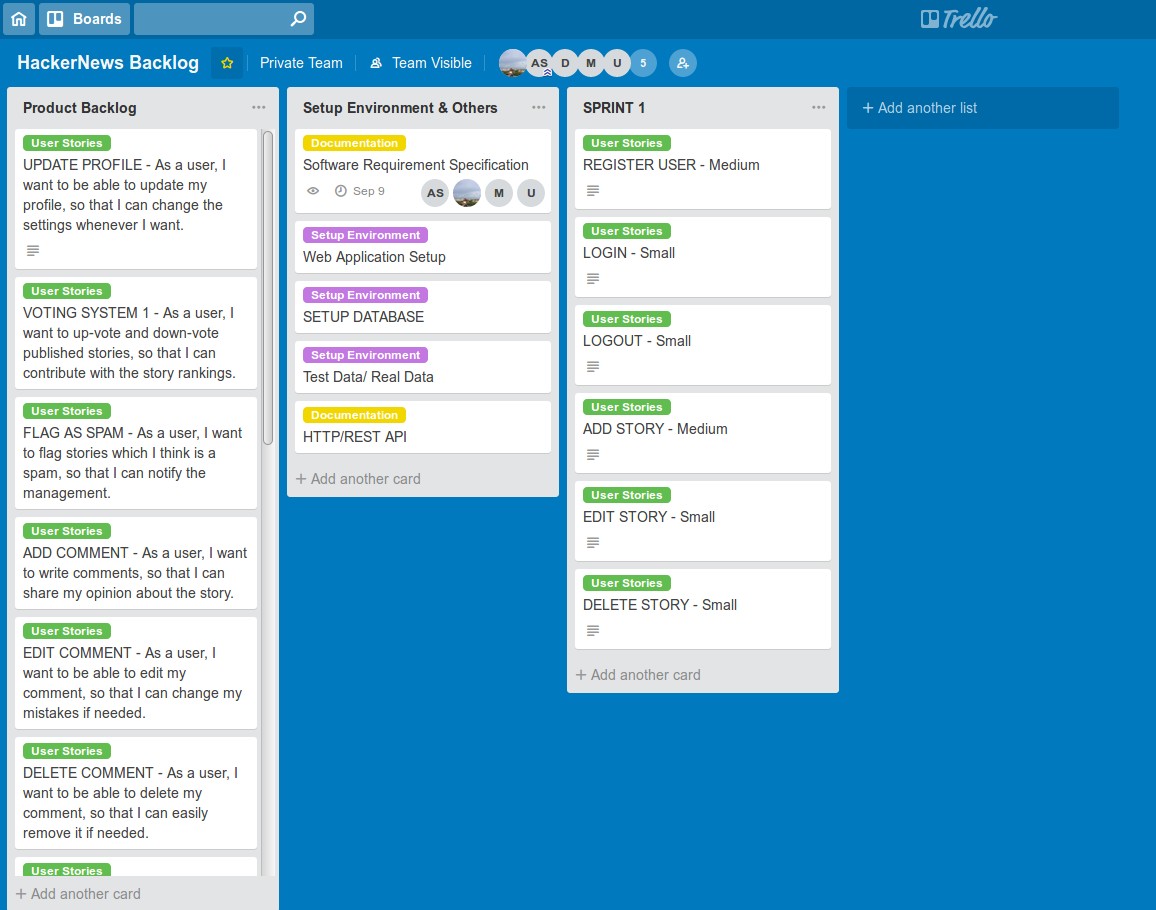 Boards
Trello
HackerNews Backlog
Private Team
Team Visible
AS
D
M
U
5
Product Backlog
User Stories
UPDATE PROFILE - As a user, I
want to be able to update my
profile, so that I can change the
settings whenever I want.
User Stories
VOTING SYSTEM 1 - As a user, I
want to up-vote and down-vote
published stories, so that I can
contribute with the story rankings.
User Stories
FLAG AS SPAM - As a user, I want
to flag stories which I think is a
spam, so that I can notify the
management.
User Stories
ADD COMMENT - As a user, I want
to write comments, so that I can
share my opinion about the story.
User Stories
EDIT COMMENT - As a user, I
want to be able to edit my
comment, so that I can change my
mistakes if needed.
User Stories
DELETE COMMENT - As a user, I
want to be able to delete my
comment, so that I can easily
remove it if needed.
User Stories
+ Add another card
Setup Environment & Others
Documentation
Software Requirement Specification
Sep 9
AS
M
U
Setup Environment
Web Application Setup
Setup Environment
SETUP DATABASE
Setup Environment
Test Data/ Real Data
Documentation
HTTP/REST API
+ Add another card
SPRINT 1
User Stories
REGISTER USER - Medium
User Stories
LOGIN - Small
User Stories
LOGOUT - Small
User Stories
ADD STORY - Medium
User Stories
EDIT STORY - Small
User Stories
DELETE STORY - Small
+ Add another card
+ Add another list